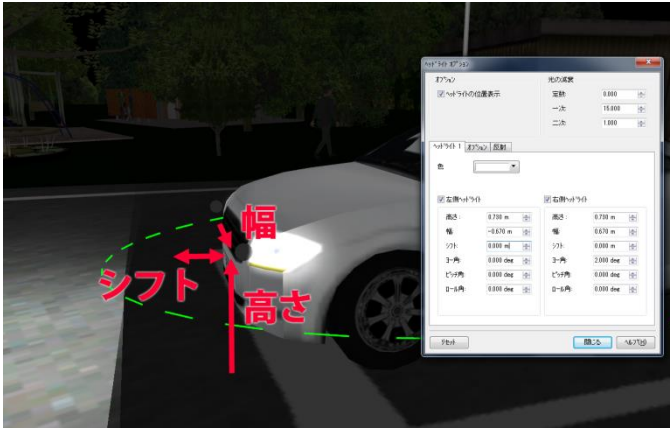 ヘッドライト オプション
オプション
ヘッドライトの位置表示
光の減衰
定数: 0.000
一次: 15.000
二次: 1.000
ヘッドライト 1 オプション 反射
色:
左側ヘッドライト
高さ: 0.730 m
幅: -0.670 m
シフト: 0.000 m
ヨー角: 0.000 deg
ピッチ角: 0.000 deg
ロール角: 0.000 deg
右側ヘッドライト
高さ: 0.730 m
幅: 0.670 m
シフト: 0.000 m
ヨー角: 2.000 deg
ピッチ角: 0.000 deg
ロール角: 0.000 deg
リセット 閉じる ヘルプ(H)
幅
シフト
高さ